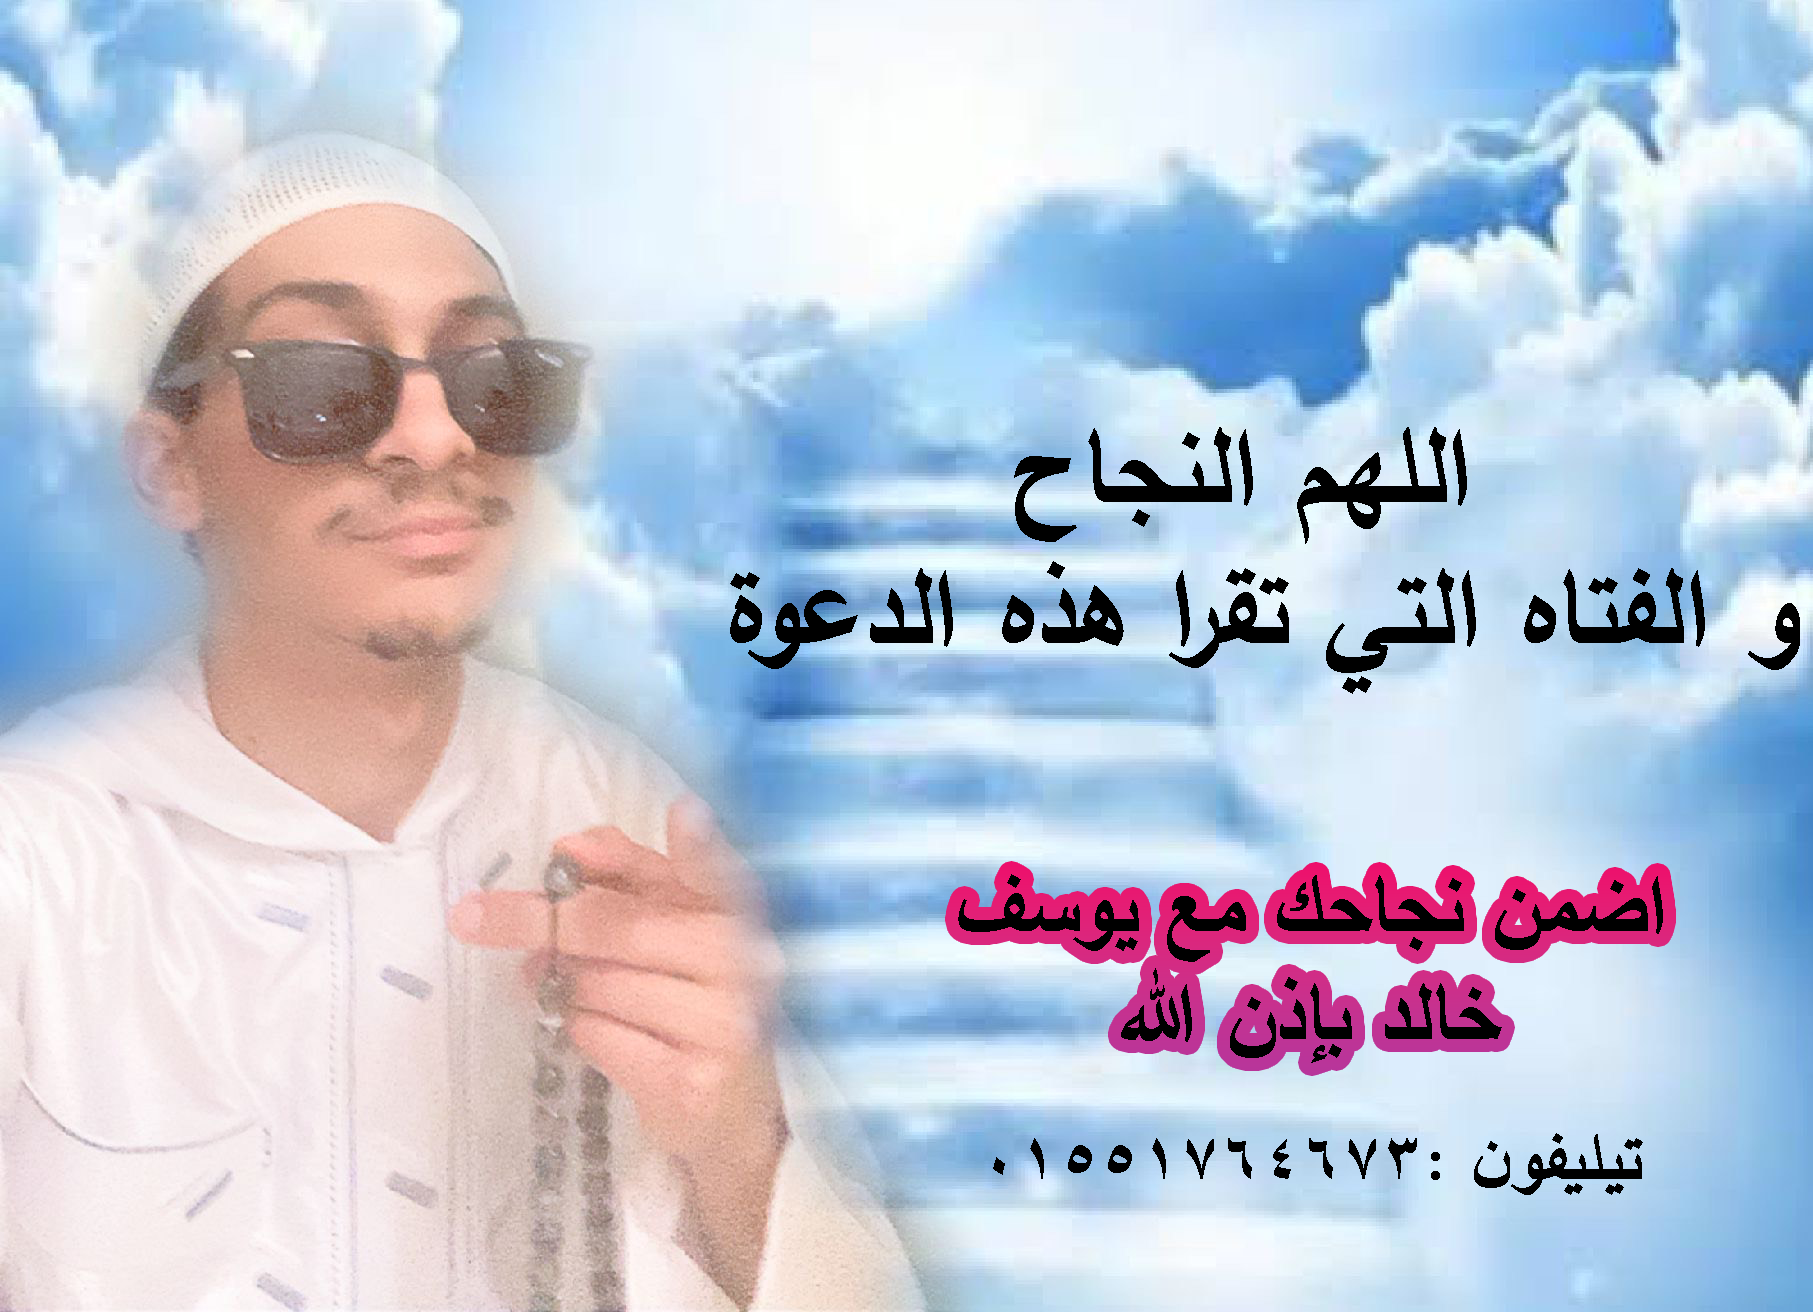 اللهم النجاح
و الفتاه التي تقرا هذه الدعوة
اضمن نجاحك مع يوسف
خالد بإذن الله
تيليفون :٠١٥٥١٧٦٤٦٧٣